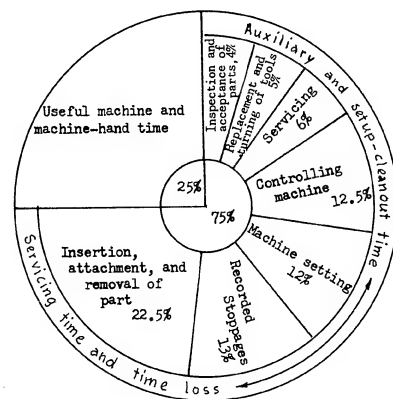 Auxiliary and setup-cleanout time
Inspection and
acceptance of
parts, 4%
Replacement and
turning of tools
5%
Servicing
6%
Useful machine and
machine-hand time
25%
75%
Controlling
machine
12.5%
Machine setting
12%
Insertion,
attachment, and
removal of
part
22.5%
Recorded
Stoppages
13%
Servicing time and time loss